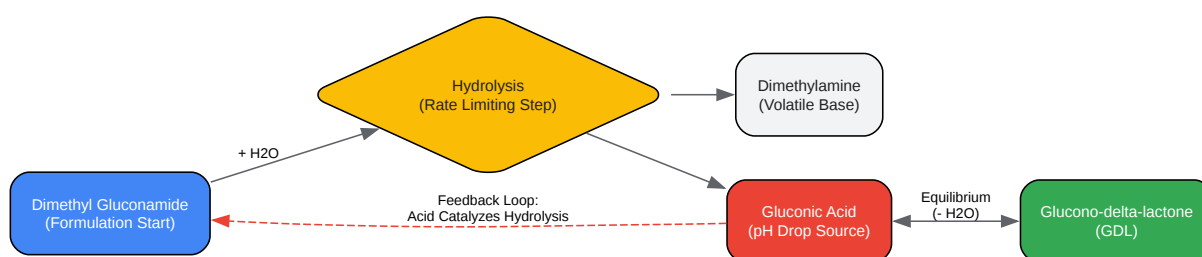 Hydrolysis
(Rate Limiting Step)
Dimethylamine
(Volatile Base)
+ H2O
Dimethyl Gluconamide
(Formulation Start)
Feedback Loop:
Acid Catalyzes Hydrolysis
Gluconic Acid
(pH Drop Source)
Equilibrium
(- H2O)
Glucono-delta-lactone
(GDL)